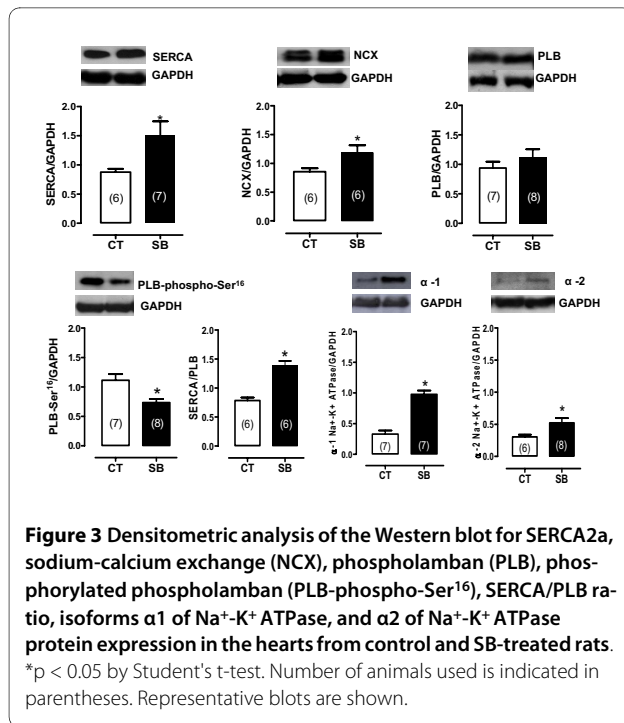 SERCA
GAPDH
NCX
GAPDH
PLB
GAPDH
SERCA/GAPDH
2.0
1.5
1.0
0.5
0.0
*
(6)
(7)
CT
SB
NCX/GAPDH
2.0
1.5
1.0
0.5
0.0
*
(6)
(6)
CT
SB
PLB/GAPDH
2.0
1.5
1.0
0.5
0.0
(7)
(8)
CT
SB
PLB-phospho-Ser¹⁶
GAPDH
α -1
GAPDH
α -2
GAPDH
PLB-Ser¹⁶/GAPDH
2.0
1.5
1.0
0.5
0.0
*
(7)
(8)
CT
SB
SERCA/PLB
2.0
1.5
1.0
0.5
0.0
*
(6)
(6)
CT
SB
α-1 Na+-K+ ATPase/GAPDH
2.0
1.5
1.0
0.5
0.0
*
(7)
(7)
CT
SB
α-2 Na+-K+ ATPase/GAPDH
2.0
1.5
1.0
0.5
0.0
*
(6)
(8)
CT
SB
Figure 3 Densitometric analysis of the Western blot for SERCA2a,
sodium-calcium exchange (NCX), phospholamban (PLB), phos-
phorylated phospholamban (PLB-phospho-Ser¹⁶), SERCA/PLB ra-
tio, isoforms α1 of Na⁺-K⁺ ATPase, and α2 of Na⁺-K⁺ ATPase
protein expression in the hearts from control and SB-treated rats.
*p < 0.05 by Student's t-test. Number of animals used is indicated in
parentheses. Representative blots are shown.